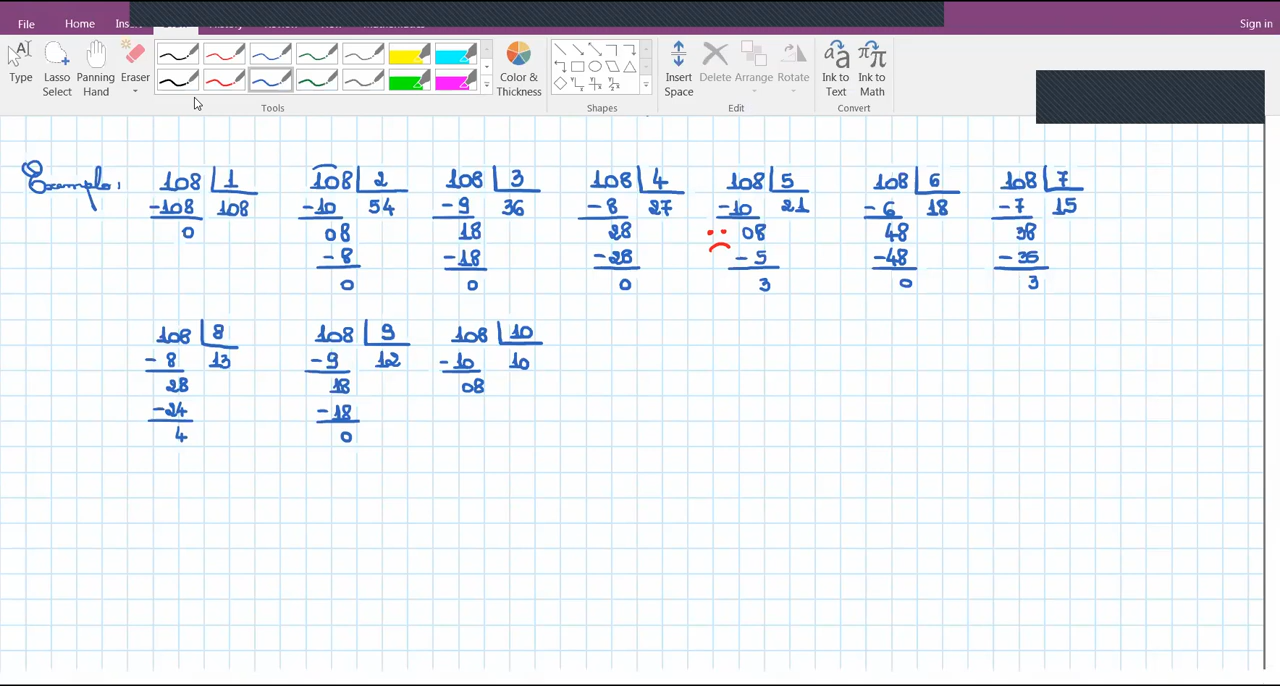 File Home Inser Sign in
Type Lasso Select Panning Hand Eraser Color & Thickness Insert Space Delete Arrange Rotate Ink to Text Ink to Math
Tools Shapes Edit Convert
Exemplo: 108 1 108 2 108 3 108 4 108 5 108 6 108 7
-108 108 -10 54 -9 36 -8 27 -10 21 -6 18 -7 15
0 08 18 28 08 48 38
-8 -18 -28 -5 -48 -35
0 0 0 3 0 3
108 8 108 9 108 10
-8 13 -9 12 -10 10
28 18 08
-24 -18
4 0